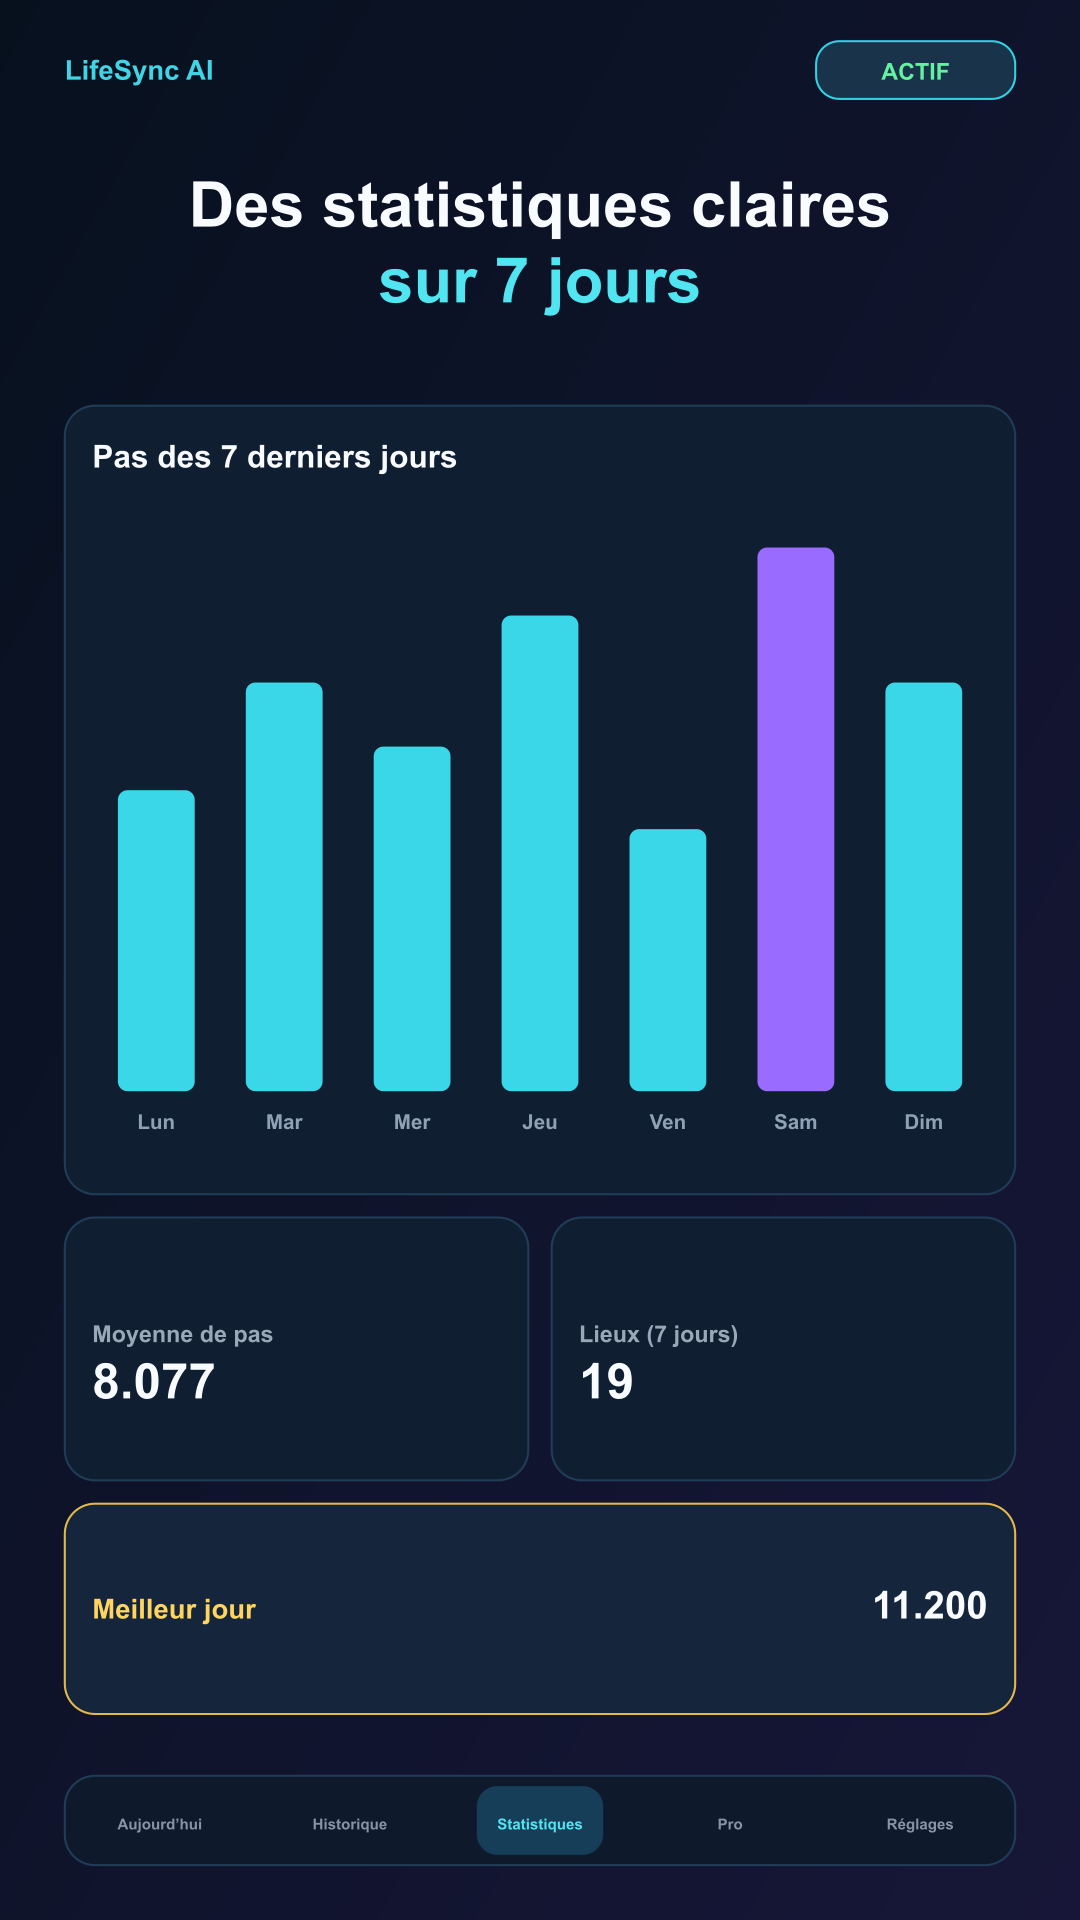 LifeSync AI
ACTIF
Des statistiques claires
sur 7 jours
Pas des 7 derniers jours
Lun
Mar
Mer
Jeu
Ven
Sam
Dim
Moyenne de pas
8.077
Lieux (7 jours)
19
Meilleur jour
11.200
Aujourd’hui
Historique
Statistiques
Pro
Réglages